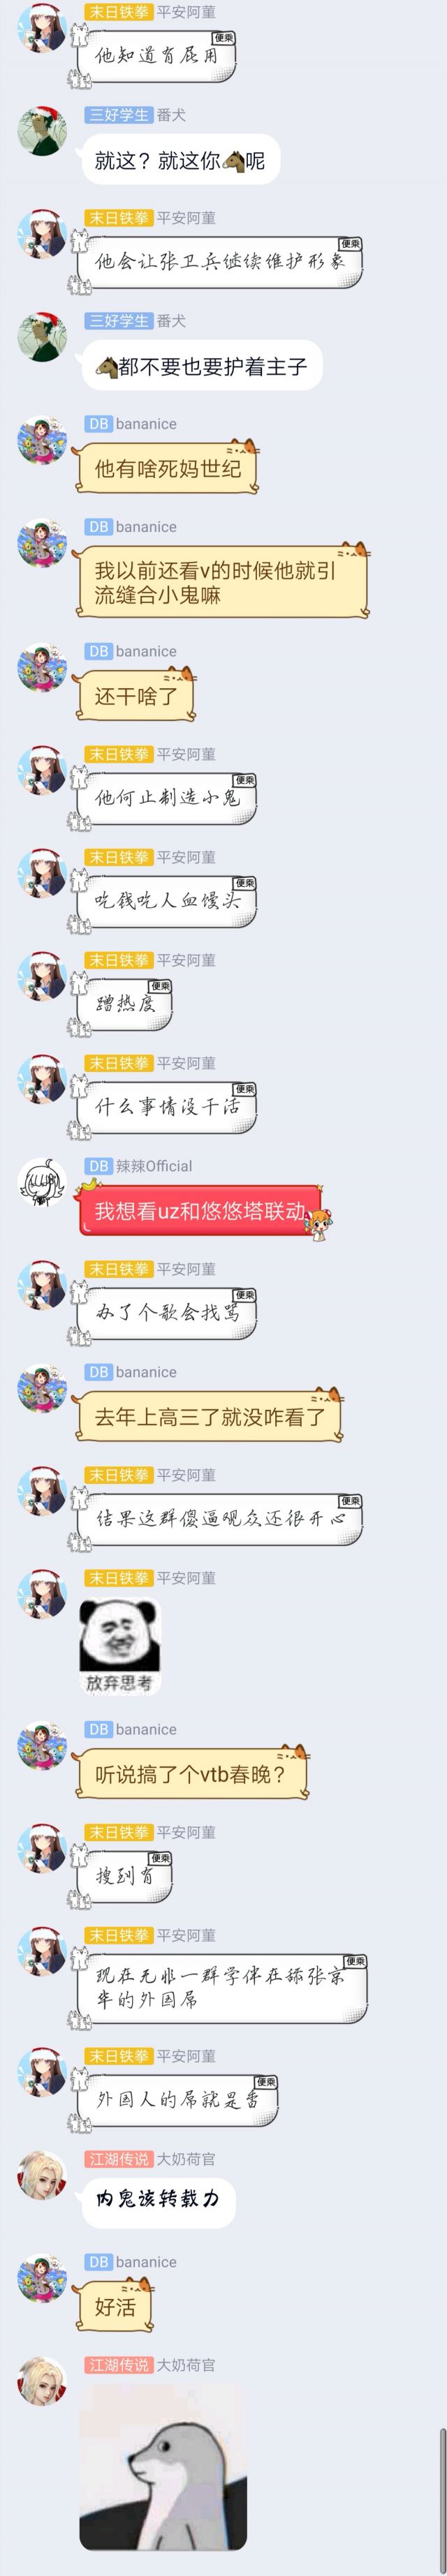 末日铁拳 平安阿菫
便乘
他知道有屁用
三好学生 番犬
就这？就这你🐴呢
末日铁拳 平安阿菫
便乘
他会让张卫兵继续维护形象
三好学生 番犬
🐴都不要也要护着主子
DB bananice
他有啥死妈世纪
DB bananice
我以前还看v的时候他就引
流缝合小鬼嘛
DB bananice
还干啥了
末日铁拳 平安阿菫
便乘
他何止制造小鬼
末日铁拳 平安阿菫
便乘
吃钱吃人血馒头
末日铁拳 平安阿菫
便乘
蹭热度
末日铁拳 平安阿菫
便乘
什么事情没干活
DB 辣辣Official
我想看uz和悠悠塔联动
末日铁拳 平安阿菫
便乘
办了个歌会找骂
DB bananice
去年上高三了就没咋看了
末日铁拳 平安阿菫
便乘
结果这群傻逼观众还很开心
末日铁拳 平安阿菫
放弃思考
DB bananice
听说搞了个vtb春晚？
末日铁拳 平安阿菫
便乘
搜到有
末日铁拳 平安阿菫
便乘
现在无非一群学伴在舔张京
华的外国屌
末日铁拳 平安阿菫
便乘
外国人的屌就是香
江湖传说 大奶荷官
内鬼该转载力
DB bananice
好活
江湖传说 大奶荷官